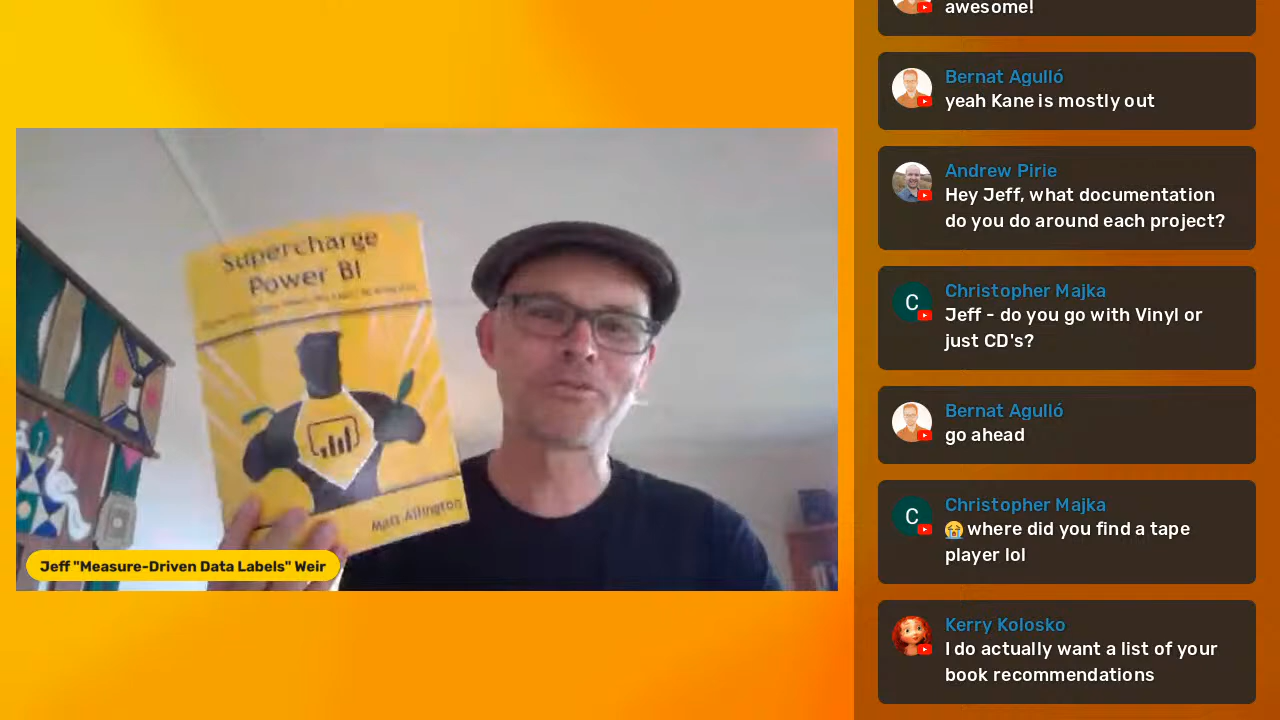 Supercharge
Power BI
Matt Allington
Jeff "Measure-Driven Data Labels" Weir
awesome!
Bernat Agulló
yeah Kane is mostly out
Andrew Pirie
Hey Jeff, what documentation
do you do around each project?
Christopher Majka
Jeff - do you go with Vinyl or
just CD's?
Bernat Agulló
go ahead
Christopher Majka
😭 where did you find a tape
player lol
Kerry Kolosko
I do actually want a list of your
book recommendations